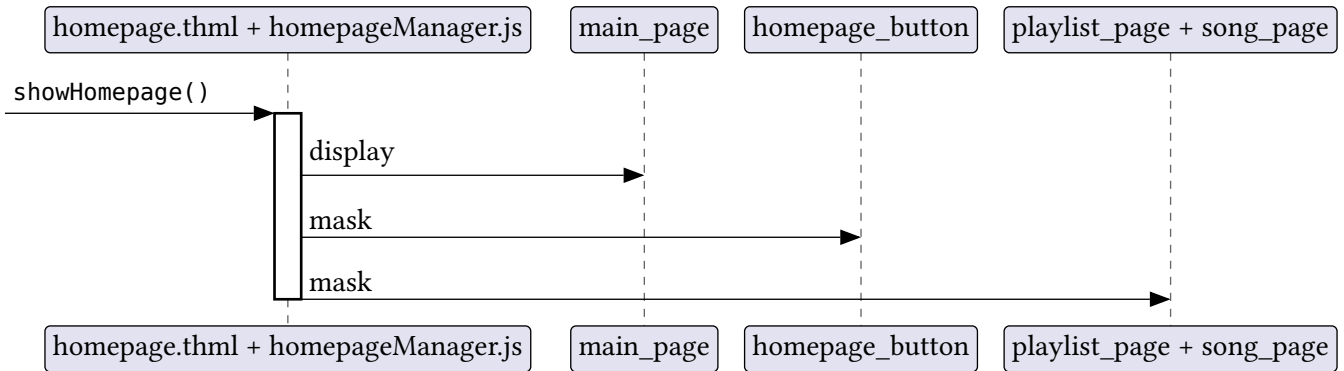 homepage.thml + homepageManager.js main_page homepage_button playlist_page + song_page
showHomepage()
display
mask
mask
homepage.thml + homepageManager.js main_page homepage_button playlist_page + song_page